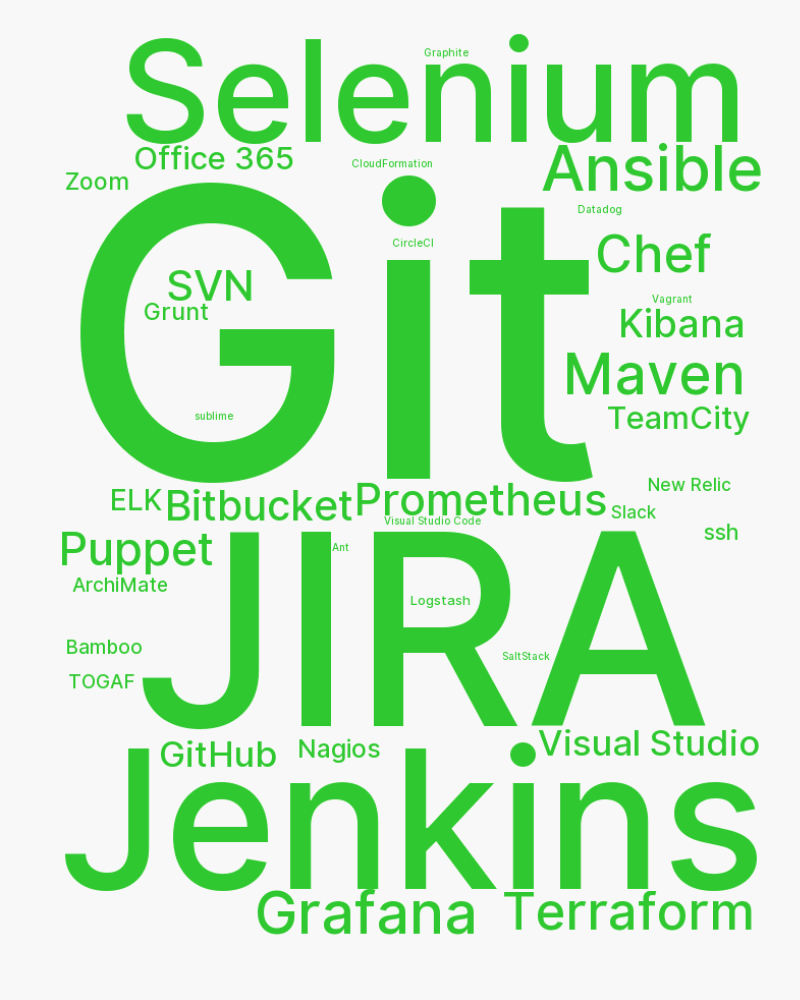 Selenium
Graphite
Office 365
CloudFormation
Ansible
Zoom
Datadog
Git
CircleCI
Chef
SVN
Grunt
Vagrant
Kibana
Maven
TeamCity
sublime
New Relic
ELK
Bitbucket
Prometheus
Slack
Visual Studio Code
ssh
Puppet
Ant
JIRA
ArchiMate
Logstash
Bamboo
SaltStack
TOGAF
GitHub
Nagios
Visual Studio
Jenkins
Grafana
Terraform